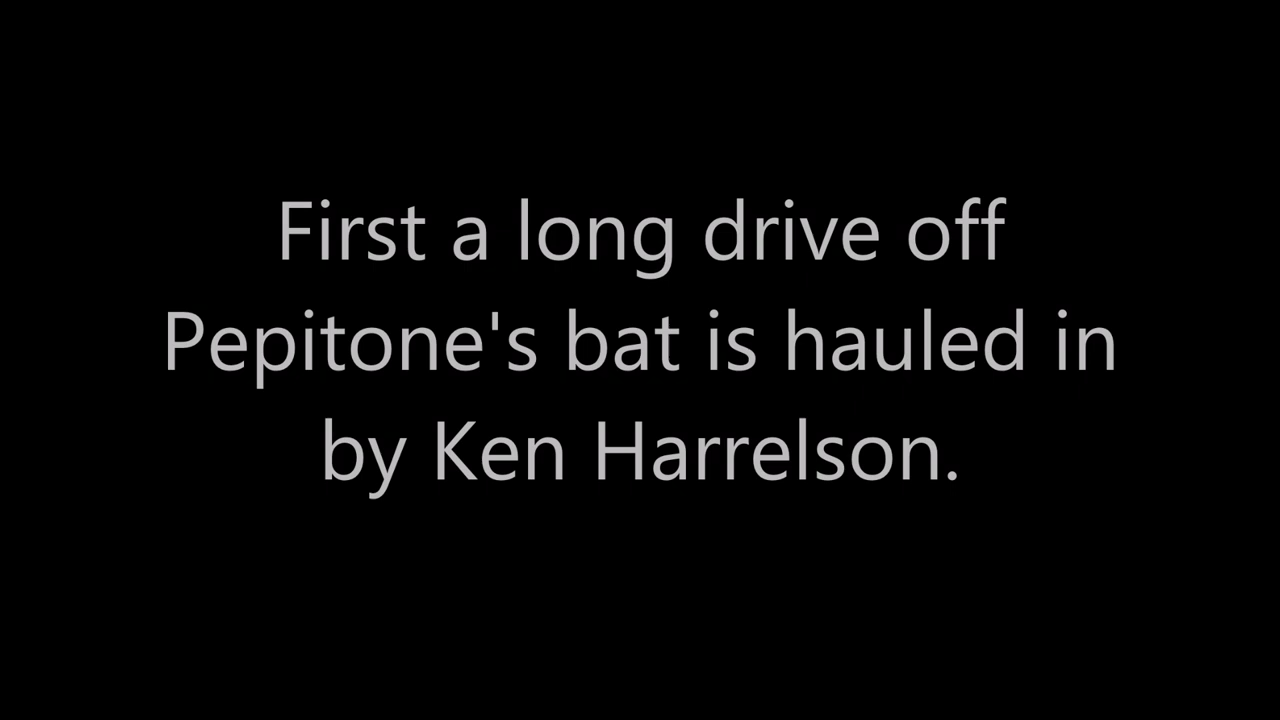 First a long drive off
Pepitone's bat is hauled in
by Ken Harrelson.